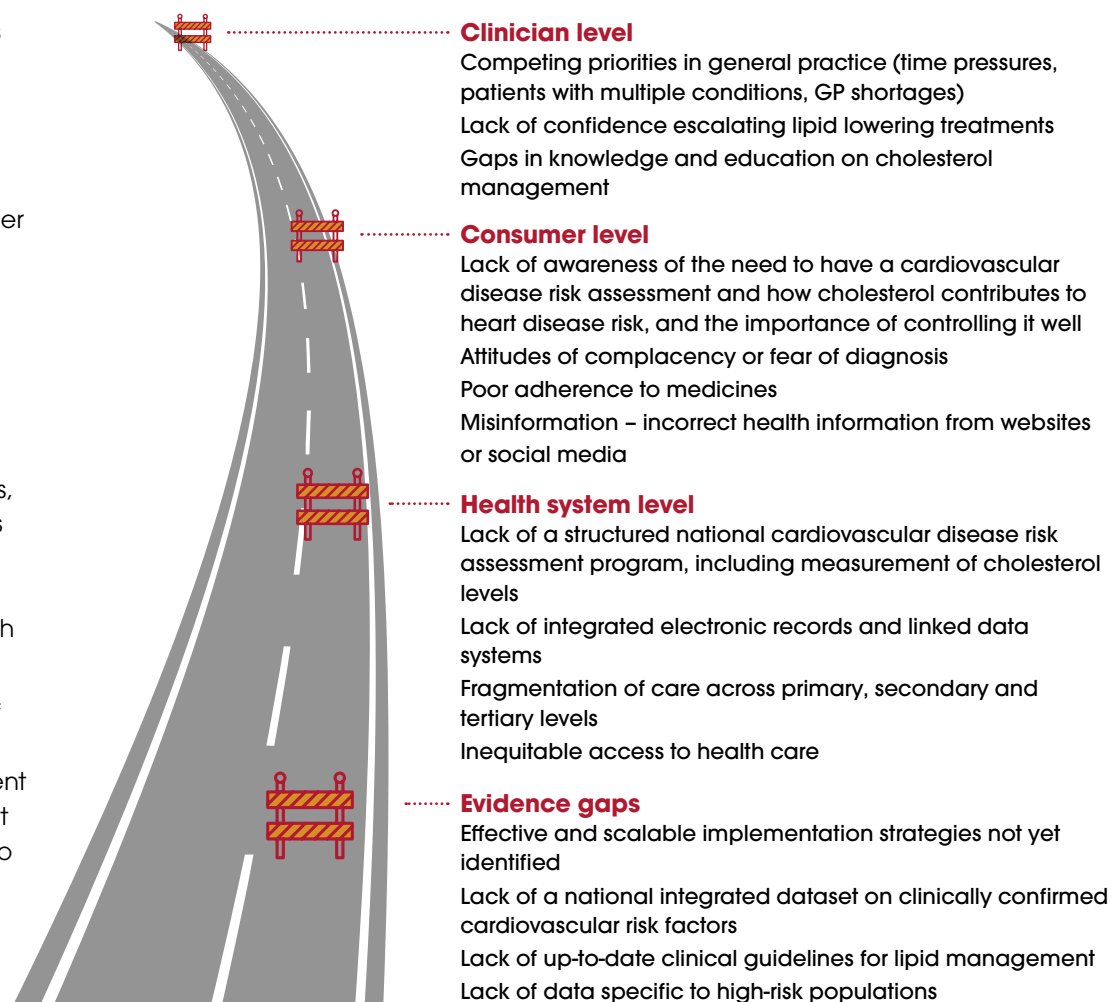 s
er
s,
s
h
ent
t
o
Clinician level
Competing priorities in general practice (time pressures,
patients with multiple conditions, GP shortages)
Lack of confidence escalating lipid lowering treatments
Gaps in knowledge and education on cholesterol
management
Consumer level
Lack of awareness of the need to have a cardiovascular
disease risk assessment and how cholesterol contributes to
heart disease risk, and the importance of controlling it well
Attitudes of complacency or fear of diagnosis
Poor adherence to medicines
Misinformation – incorrect health information from websites
or social media
Health system level
Lack of a structured national cardiovascular disease risk
assessment program, including measurement of cholesterol
levels
Lack of integrated electronic records and linked data
systems
Fragmentation of care across primary, secondary and
tertiary levels
Inequitable access to health care
Evidence gaps
Effective and scalable implementation strategies not yet
identified
Lack of a national integrated dataset on clinically confirmed
cardiovascular risk factors
Lack of up-to-date clinical guidelines for lipid management
Lack of data specific to high-risk populations